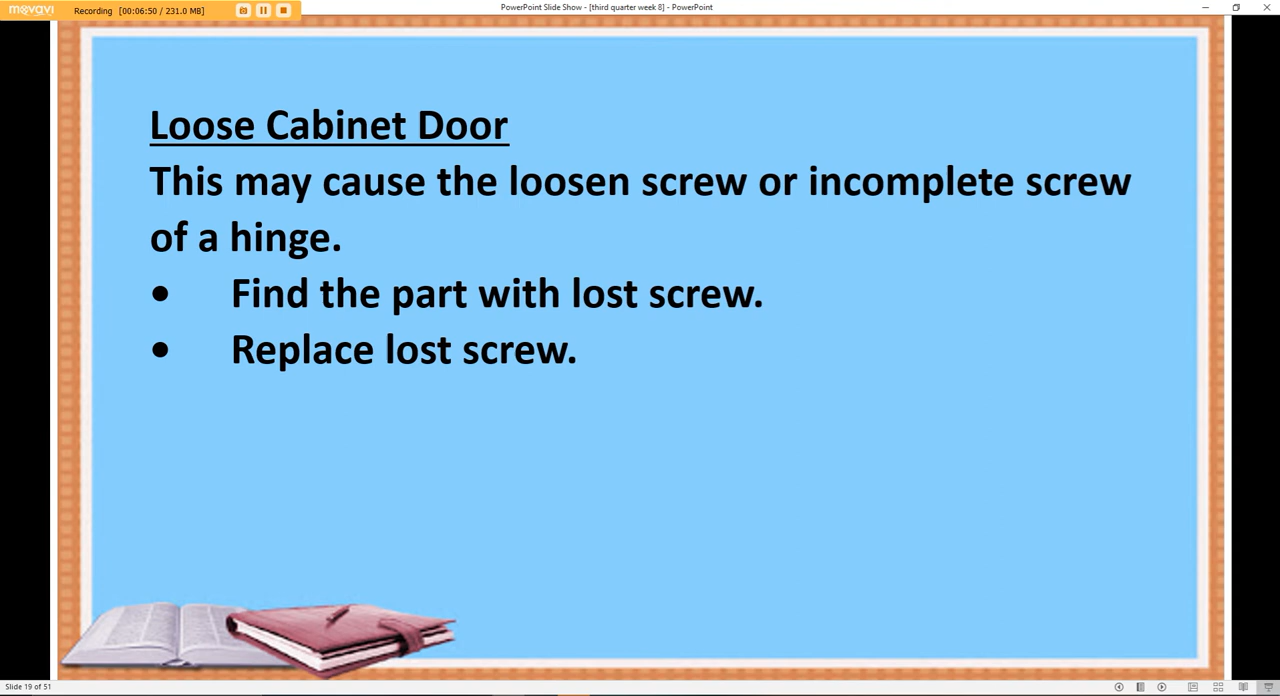 movavi Recording [00:06:50 / 231.0 MB] PowerPoint Slide Show - [third quarter week 8] - PowerPoint
Loose Cabinet Door
This may cause the loosen screw or incomplete screw
of a hinge.
• Find the part with lost screw.
• Replace lost screw.
Slide 19 of 51